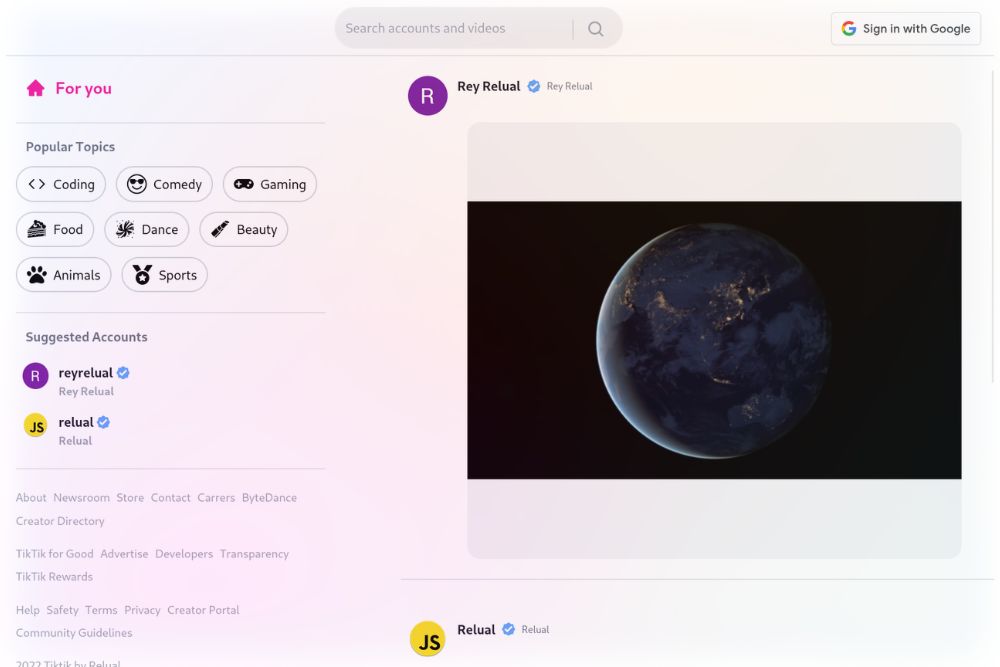 Search accounts and videos
Sign in with Google
For you
Popular Topics
Coding Comedy Gaming
Food Dance Beauty
Animals Sports
Suggested Accounts
R reyrelual
Rey Relual
JS relual
Relual
About Newsroom Store Contact Carrers ByteDance
Creator Directory
TikTik for Good Advertise Developers Transparency
TikTik Rewards
Help Safety Terms Privacy Creator Portal
Community Guidelines
2022 Tiktik by Relual
R Rey Relual Rey Relual
JS Relual Relual